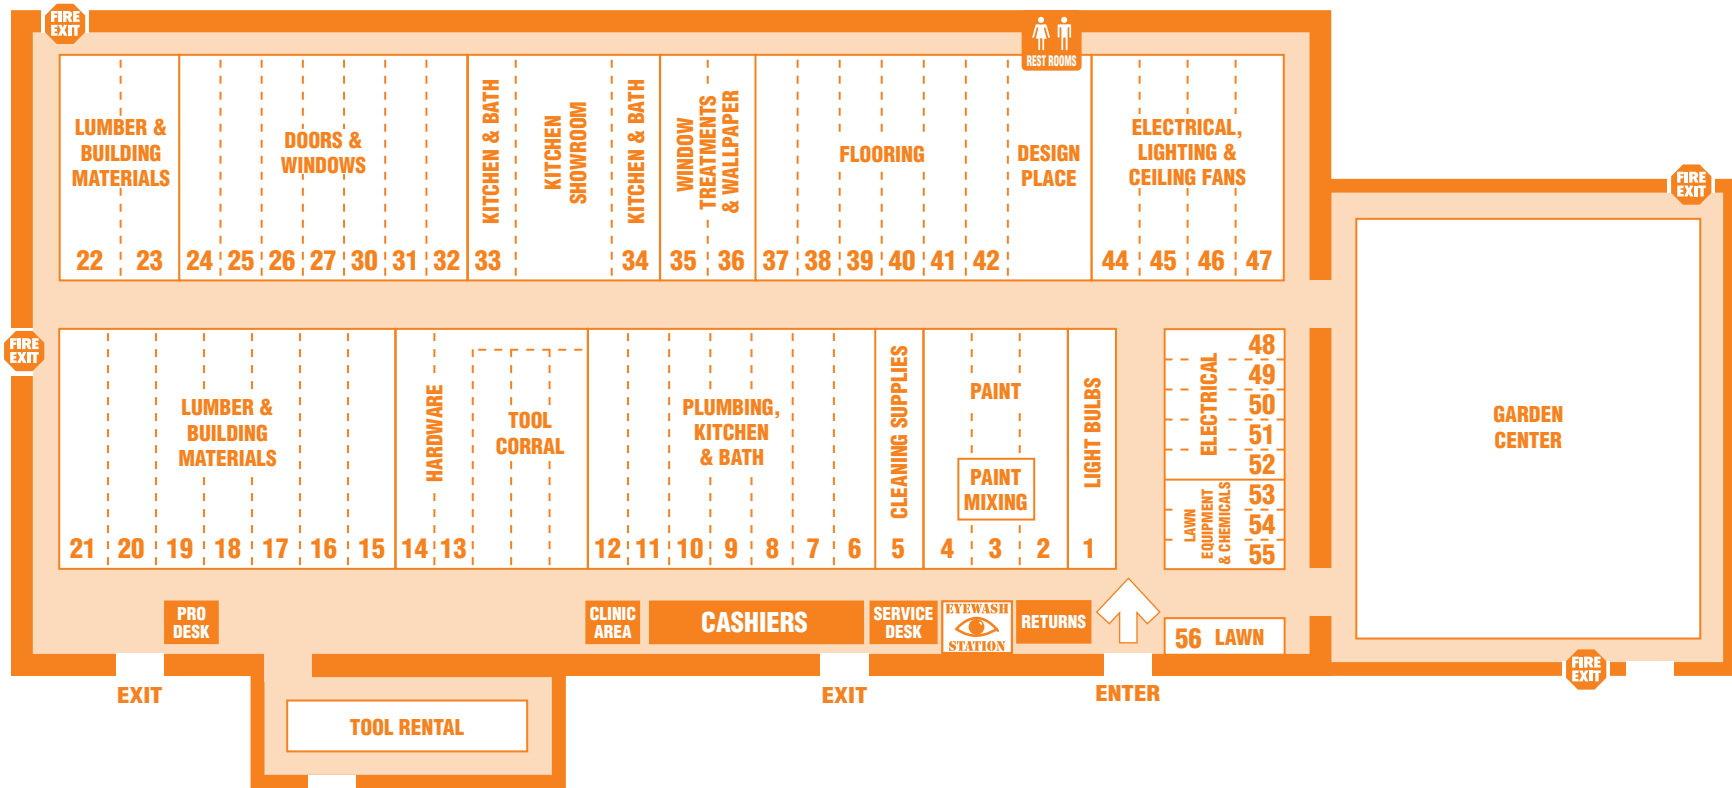 FIRE
EXIT
REST ROOMS
LUMBER &
BUILDING
MATERIALS
DOORS &
WINDOWS
KITCHEN & BATH
KITCHEN
SHOWROOM
KITCHEN & BATH
WINDOW
TREATMENTS
& WALLPAPER
FLOORING
DESIGN
PLACE
ELECTRICAL,
LIGHTING &
CEILING FANS
22 23 24 25 26 27 30 31 32 33 34 35 36 37 38 39 40 41 42 44 45 46 47
FIRE
EXIT
FIRE
EXIT
LUMBER &
BUILDING
MATERIALS
HARDWARE
TOOL
CORRAL
PLUMBING,
KITCHEN
& BATH
CLEANING SUPPLIES
PAINT
PAINT
MIXING
LIGHT BULBS
21 20 19 18 17 16 15 14 13 12 11 10 9 8 7 6 5 4 3 2 1
ELECTRICAL
48
49
50
51
52
LAWN
EQUIPMENT
& CHEMICALS
53
54
55
GARDEN
CENTER
PRO
DESK
CLINIC
AREA
CASHIERS
SERVICE
DESK
EYEWASH
STATION
RETURNS
56 LAWN
FIRE
EXIT
EXIT
EXIT
ENTER
TOOL RENTAL